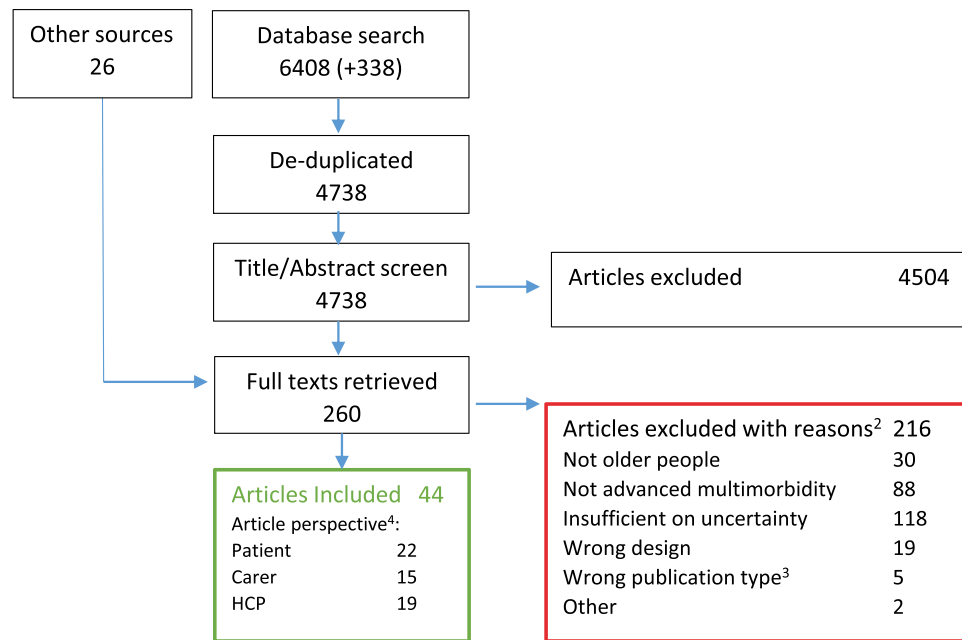 Other sources
26
Database search
6408 (+338)
De-duplicated
4738
Title/Abstract screen
4738
Articles excluded 4504
Full texts retrieved
260
Articles excluded with reasons² 216
Not older people 30
Not advanced multimorbidity 88
Insufficient on uncertainty 118
Wrong design 19
Wrong publication type³ 5
Other 2
Articles Included 44
Article perspective⁴:
Patient 22
Carer 15
HCP 19